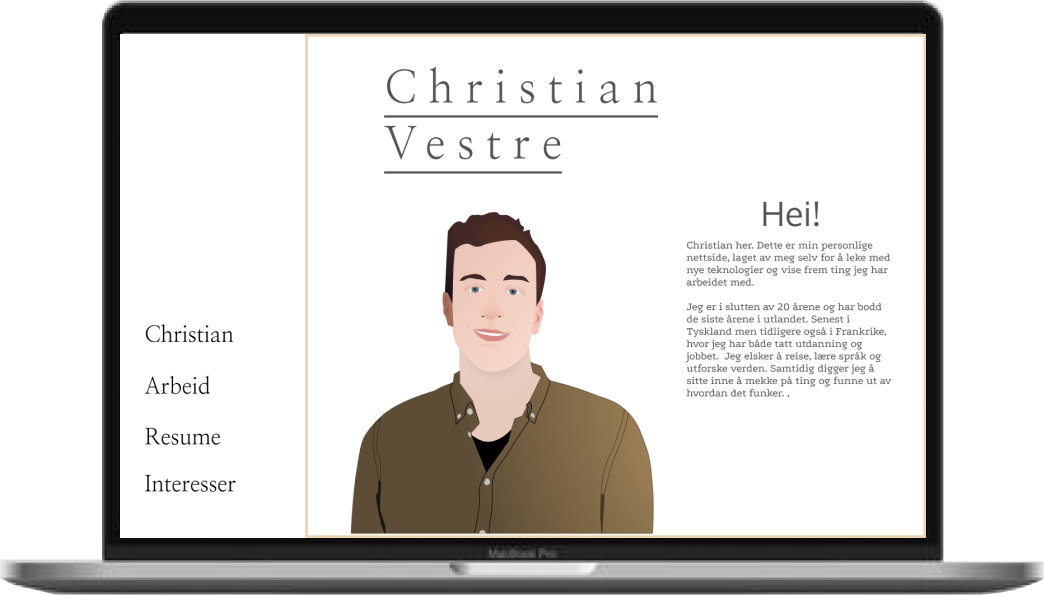 Christian
Vestre
Hei!
Christian her. Dette er min personlige
nettside, laget av meg selv for å leke med
nye teknologier og vise frem ting jeg har
arbeidet med.
Jeg er i slutten av 20 årene og har bodd
de siste årene i utlandet. Senest i
Tyskland men tidligere også i Frankrike,
hvor jeg har både tatt utdanning og
jobbet. Jeg elsker å reise, lære språk og
utforske verden. Samtidig digger jeg å
sitte inne å mekke på ting og funne ut av
hvordan det funker. ,
Christian
Arbeid
Resume
Interesser
MacBook Pro